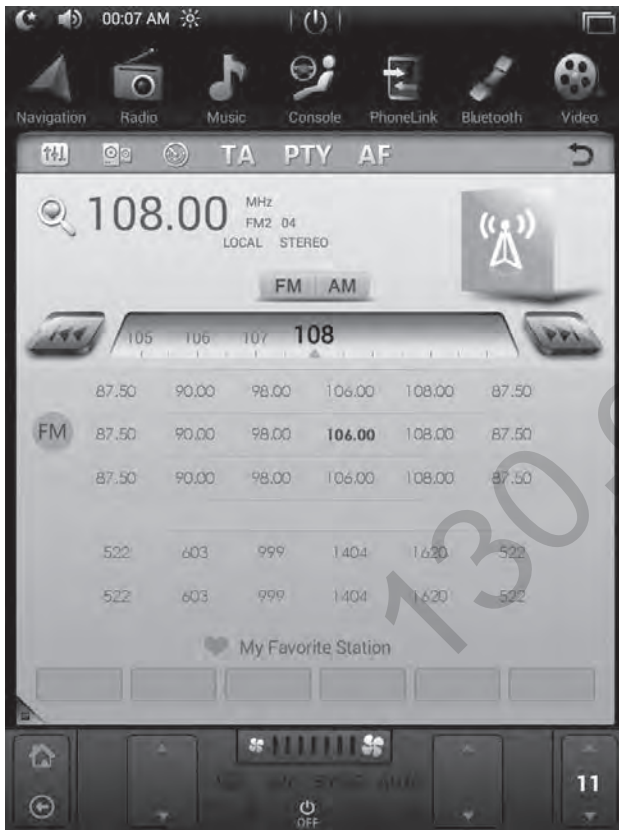 00:07 AM
Navigation Radio Music Console PhoneLink Bluetooth Video
TA PTY AF
108.00 MHz
FM2 04
LOCAL STEREO
FM AM
105 106 107 108
87.50 90.00 98.00 106.00 108.00 87.50
FM 87.50 90.00 98.00 106.00 108.00 87.50
87.50 90.00 98.00 106.00 108.00 87.50
522 603 999 1404 1620 522
522 603 999 1404 1620 522
My Favorite Station
11
OFF